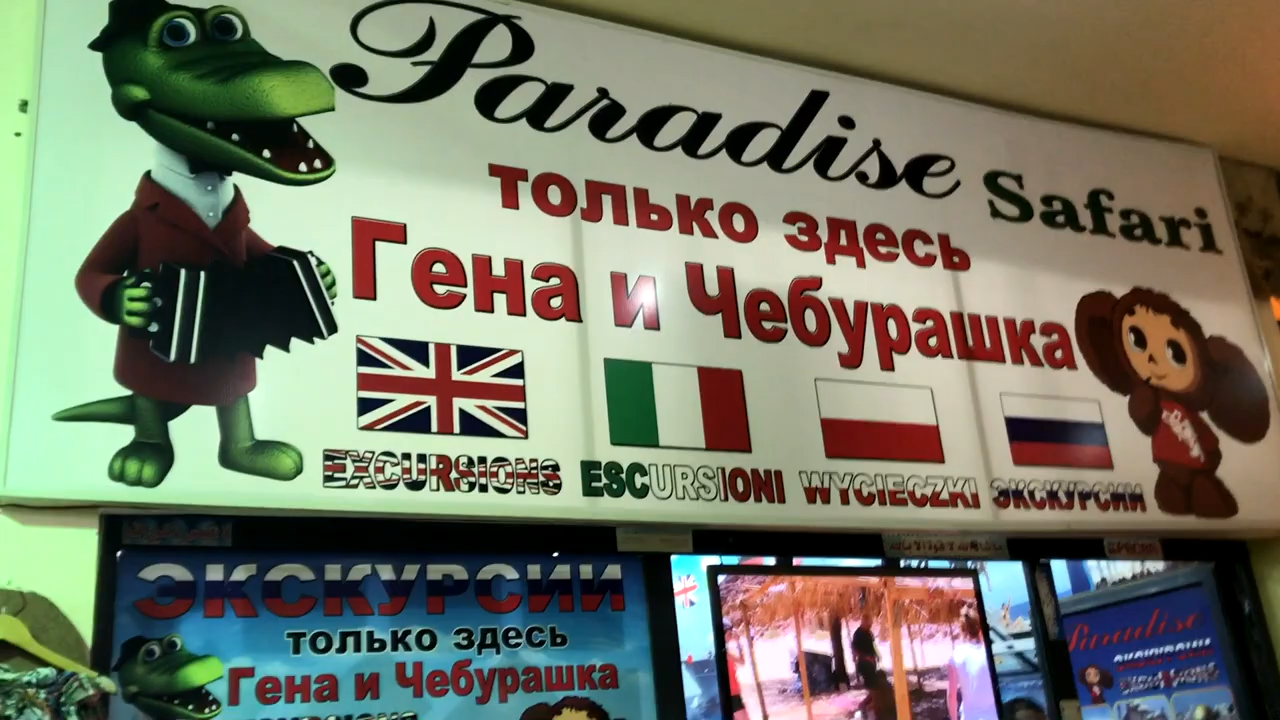 Paradise Safari
только здесь
Гена и Чебурашка
EXCURSIONS ESCURSIONI WYCIECZKI ЭКСКУРСИИ
ЭКСКУРСИИ
только здесь
Гена и Чебурашка
Paradise